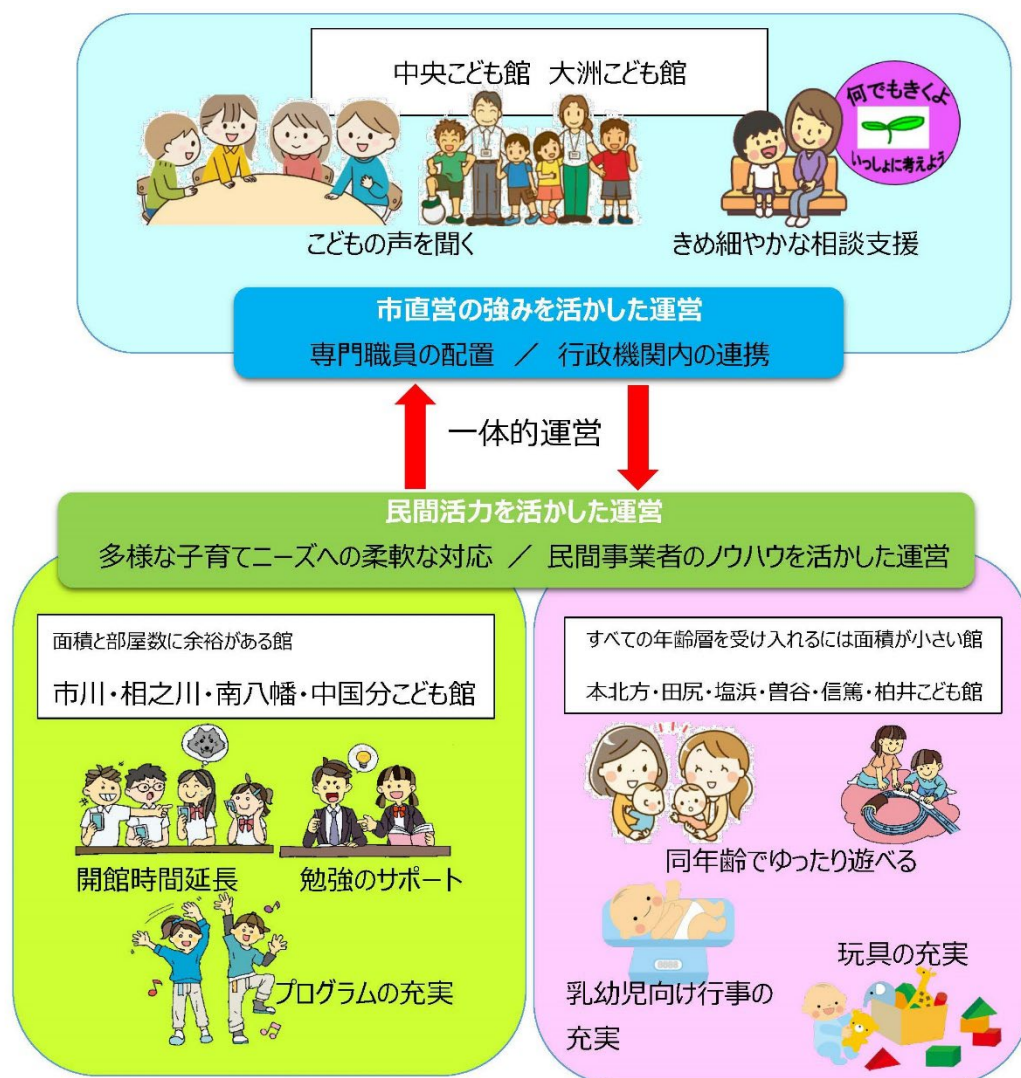 中央こども館 大洲こども館
何でもきくよ
いっしょに考えよう
こどもの声を聞く
きめ細やかな相談支援
市直営の強みを活かした運営
専門職員の配置 / 行政機関内の連携
一体的運営
民間活力を活かした運営
多様な子育てニーズへの柔軟な対応 / 民間事業者のノウハウを活かした運営
面積と部屋数に余裕がある館
市川・相之川・南八幡・中国分こども館
開館時間延長
勉強のサポート
プログラムの充実
すべての年齢層を受け入れるには面積が小さい館
本北方・田尻・塩浜・曽谷・信篤・柏井こども館
同年齢でゆったり遊べる
乳幼児向け行事の
充実
玩具の充実